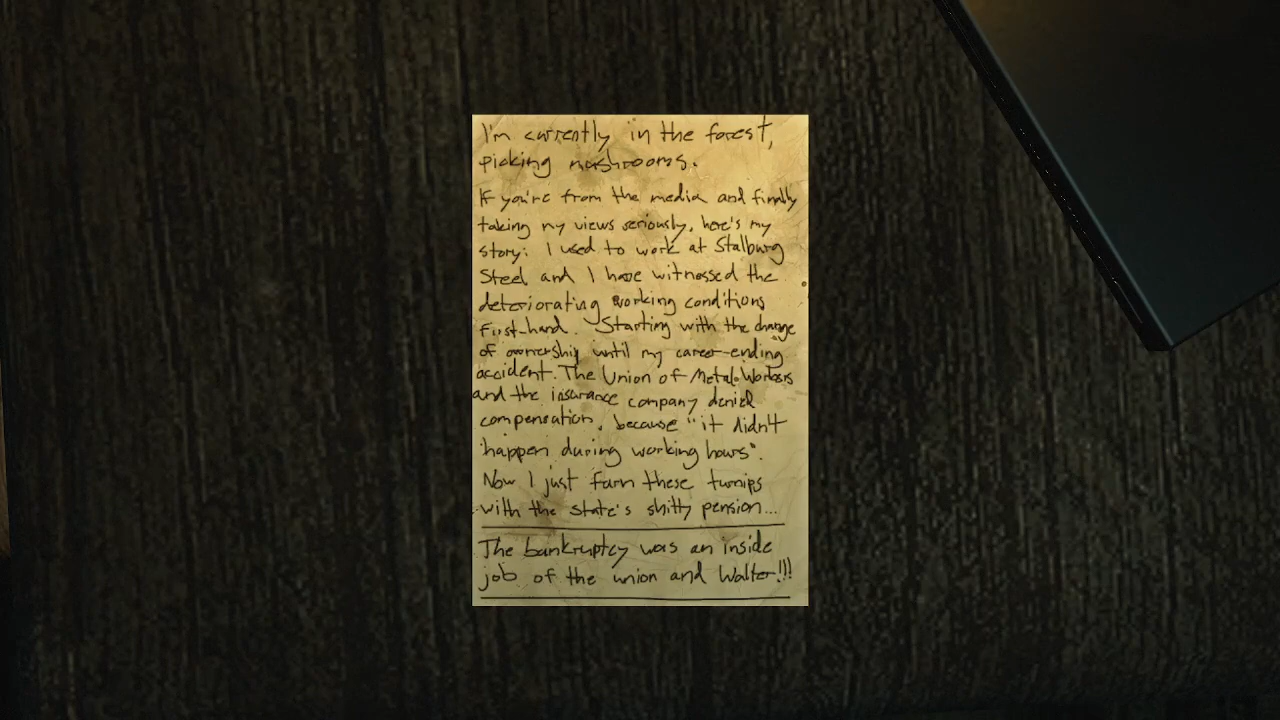 I'm currently in the forest,
picking mushrooms.
If you're from the media and finally
taking my views seriously, here's my
story: I used to work at Stalburg
Steel and I have witnessed the
deteriorating working conditions
first-hand. Starting with the change
of ownership until my career-ending
accident. The Union of Metal Workers
and the insurance company denied
compensation, because "it didn't
happen during working hours".
Now I just farm these turnips
with the state's shitty pension...
The bankruptcy was an inside
job of the union and Walter!!!